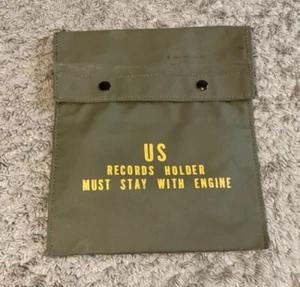 US
RECORDS HOLDER
MUST STAY WITH ENGINE